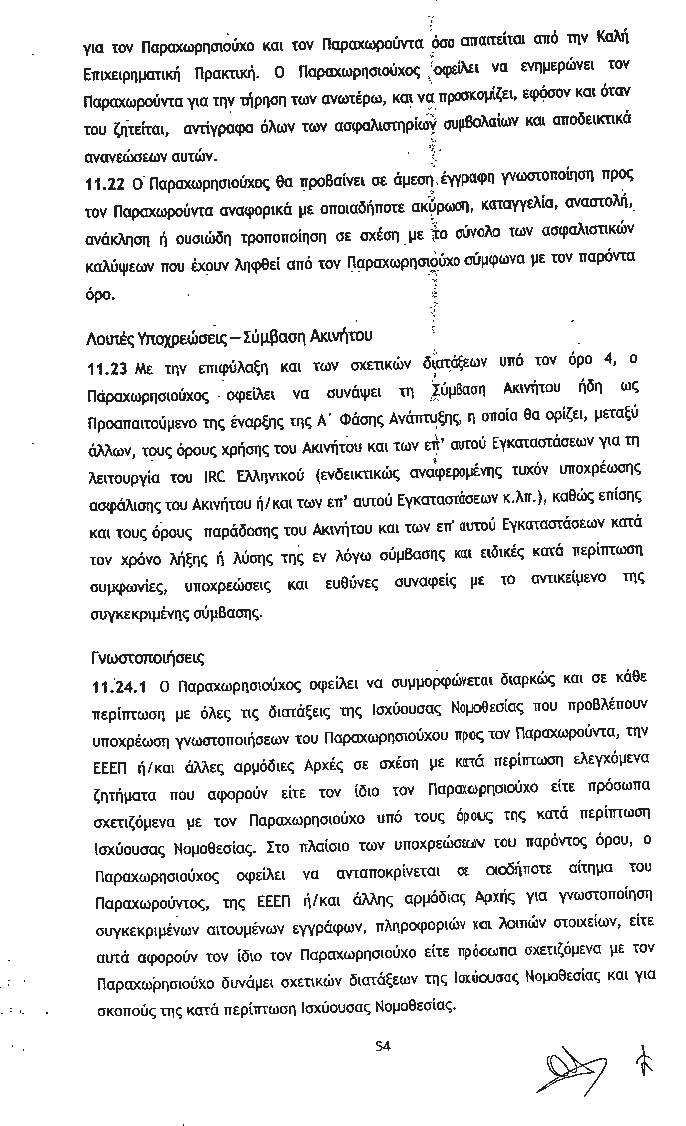 για τον Παραχωρησιούχο και τον Παραχωρούντα όσο απαιτείται από την Καλή
Επιχειρηματική Πρακτική. Ο Παραχωρησιούχος οφείλει να ενημερώνει τον
Παραχωρούντα για την τήρηση των ανωτέρω, και να προσκομίζει, εφόσον και όταν
του ζητείται, αντίγραφα όλων των ασφαλιστηρίων συμβολαίων και αποδεικτικά
ανανεώσεων αυτών.
11.22 Ο Παραχωρησιούχος θα προβαίνει σε άμεση έγγραφη γνωστοποίηση προς
τον Παραχωρούντα αναφορικά με οποιαδήποτε ακύρωση, καταγγελία, αναστολή,
ανάκληση ή ουσιώδη τροποποίηση σε σχέση με το σύνολο των ασφαλιστικών
καλύψεων που έχουν ληφθεί από τον Παραχωρησιούχο σύμφωνα με τον παρόντα
όρο.
Λοιπές Υποχρεώσεις – Σύμβαση Ακινήτου
11.23 Με την επιφύλαξη και των σχετικών διατάξεων υπό τον όρο 4, ο
Παραχωρησιούχος οφείλει να συνάψει τη Σύμβαση Ακινήτου ήδη ως
Προαπαιτούμενο της έναρξης της Α΄ Φάσης Ανάπτυξης, η οποία θα ορίζει, μεταξύ
άλλων, τους όρους χρήσης του Ακινήτου και των επ’ αυτού Εγκαταστάσεων για τη
λειτουργία του IRC Ελληνικού (ενδεικτικώς αναφερομένης τυχόν υποχρέωσης
ασφάλισης του Ακινήτου ή/και των επ’ αυτού Εγκαταστάσεων κ.λπ.), καθώς επίσης
και τους όρους παράδοσης του Ακινήτου και των επ’ αυτού Εγκαταστάσεων κατά
τον χρόνο λήξης ή λύσης της εν λόγω σύμβασης και ειδικές κατά περίπτωση
συμφωνίες, υποχρεώσεις και ευθύνες συναφείς με το αντικείμενο της
συγκεκριμένης σύμβασης.
Γνωστοποιήσεις
11.24.1 Ο Παραχωρησιούχος οφείλει να συμμορφώνεται διαρκώς και σε κάθε
περίπτωση με όλες τις διατάξεις της Ισχύουσας Νομοθεσίας που προβλέπουν
υποχρέωση γνωστοποιήσεων του Παραχωρησιούχου προς τον Παραχωρούντα, την
ΕΕΕΠ ή/και άλλες αρμόδιες Αρχές σε σχέση με κατά περίπτωση ελεγχόμενα
ζητήματα που αφορούν είτε τον ίδιο τον Παραχωρησιούχο είτε πρόσωπα
σχετιζόμενα με τον Παραχωρησιούχο υπό τους όρους της κατά περίπτωση
Ισχύουσας Νομοθεσίας. Στο πλαίσιο των υποχρεώσεων του παρόντος όρου, ο
Παραχωρησιούχος οφείλει να ανταποκρίνεται σε οιοδήποτε αίτημα του
Παραχωρούντος, της ΕΕΕΠ ή/και άλλης αρμόδιας Αρχής για γνωστοποίηση
συγκεκριμένων αιτουμένων εγγράφων, πληροφοριών και λοιπών στοιχείων, είτε
αυτά αφορούν τον ίδιο τον Παραχωρησιούχο είτε πρόσωπα σχετιζόμενα με τον
Παραχωρησιούχο δυνάμει σχετικών διατάξεων της Ισχύουσας Νομοθεσίας και για
σκοπούς της κατά περίπτωση Ισχύουσας Νομοθεσίας.
54